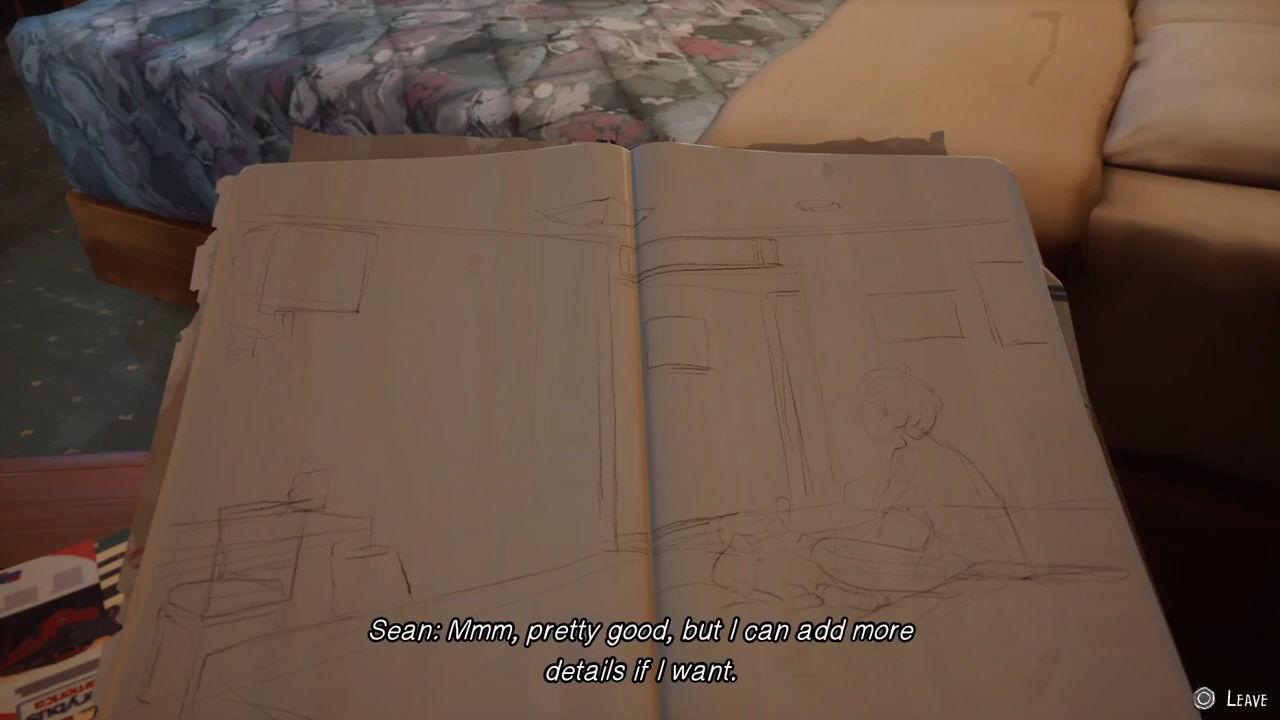 Sean: Mmm, pretty good, but I can add more
details if I want.
LEAVE